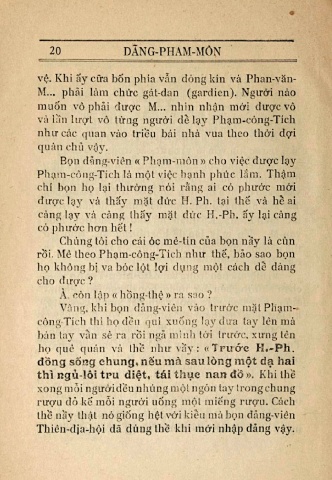 20 DÃNG-PHAM-MÔN
vệ. Khi ấy cữa bốn phía vẫn đóng kín và Phan-văn-
M... phải làm chức gát-dan (gardien). Người nào
muốn vô phải được M... nhìn nhận mới được vô
và lần lượt vô từng người để lạy Phạm-công-Tích
như các quan vào triều bái nhà vua theo thời đợi
quân chủ vậy.
Bọn đảng-viên « Phạm-môn » cho việc được lạy
Phạm-công-Tích là một việc hạnh phúc lắm. Thậm
chí bọn họ lại thường nói rằng ai có phước mới
được lạy và thấy mặt đức H. Ph. tại thế và hễ ai
càng lạy và càng thấy mặt đức H.-Ph. ấy lại càng
có phước hơn hết !
Chúng tôi cho cái óc mê-tín của bọn nầy là cùn
rồi. Mê theo Phạm-công-Tích như thế, bảo sao bọn
họ không bị va bóc lột lợi dụng một cách dễ dàng
cho được ?
À, còn lập « hồng-thệ » ra sao ?
Vâng, khi bọn đảng-viên vào trước mặt Phạm-
công-Tích thì họ đều qui xuống lạy đưa tay lên mà
bàn tay vẫn sè ra rồi ngã mình tới trước, xưng tên
họ quê quán và thề như vầy : « Trước H.-Ph.
đồng sống chung, nếu mà sau lòng một dạ hai
thì ngũ-lôi tru diệt, tái thục nan đồ ». Khi thề
xong mỗi người đều nhúng một ngón tay trong chung
rượu đỏ kế mỗi người uống một miếng rượu. Cách
thề nầy thật nó giống hệt với kiểu mà bọn đảng-viên
Thiên-địa-hội đã dùng thề khi mới nhập đảng vậy.